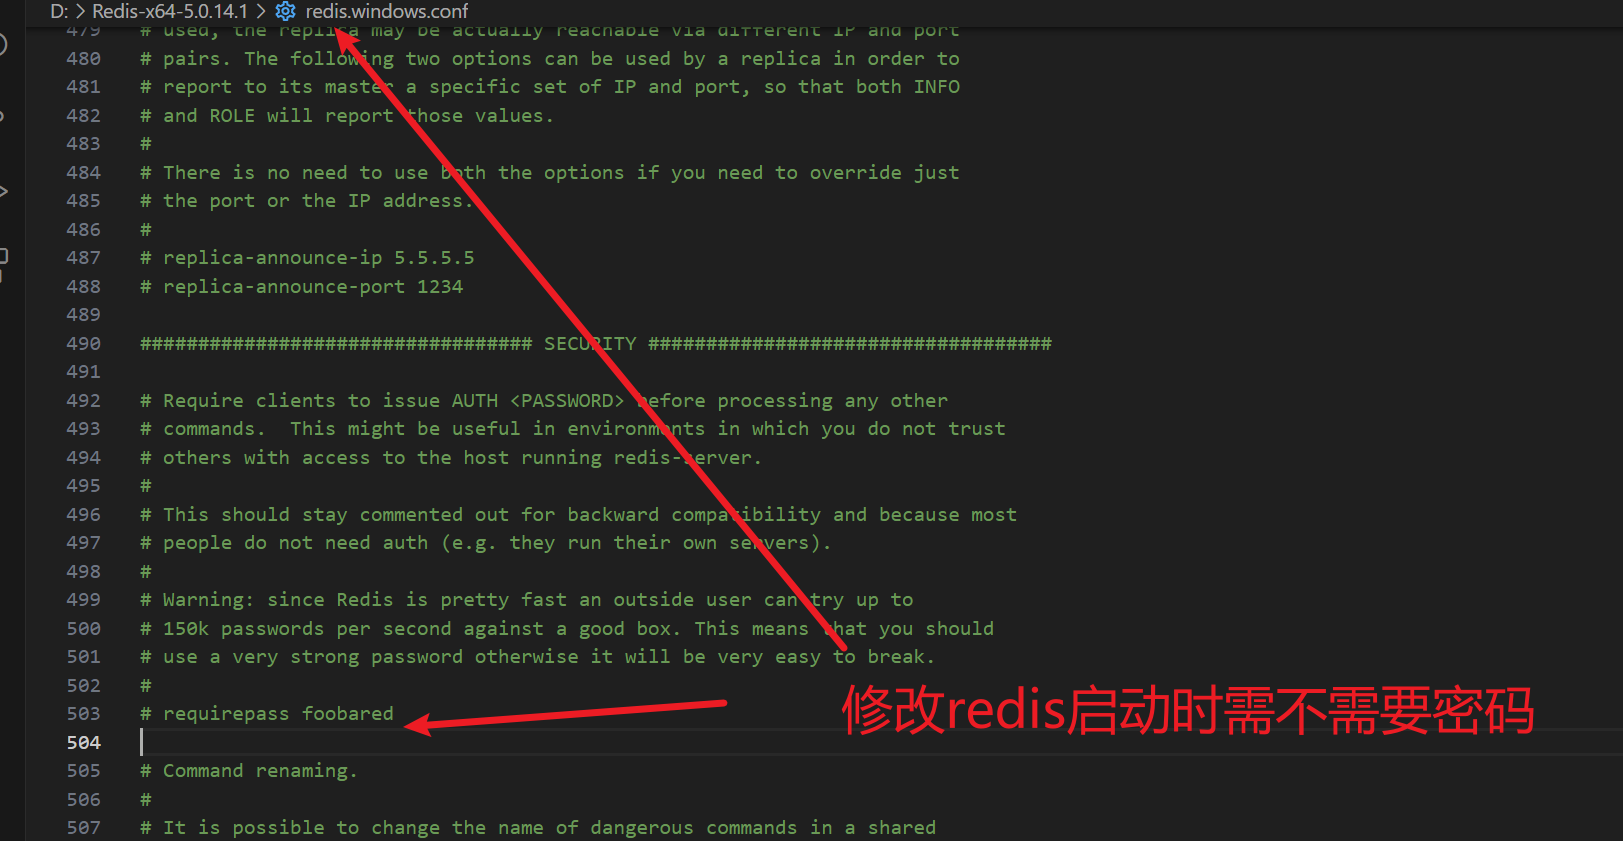 D: > Redis-x64-5.0.14.1 > redis.windows.conf
479 # used, the replica may be actually reachable via different IP and port
480 # pairs. The following two options can be used by a replica in order to
481 # report to its master a specific set of IP and port, so that both INFO
482 # and ROLE will report those values.
483 #
484 # There is no need to use both the options if you need to override just
485 # the port or the IP address.
486 #
487 # replica-announce-ip 5.5.5.5
488 # replica-announce-port 1234
489
490 ################################## SECURITY ###################################
491
492 # Require clients to issue AUTH <PASSWORD> before processing any other
493 # commands.  This might be useful in environments in which you do not trust
494 # others with access to the host running redis-server.
495 #
496 # This should stay commented out for backward compatibility and because most
497 # people do not need auth (e.g. they run their own servers).
498 #
499 # Warning: since Redis is pretty fast an outside user can try up to
500 # 150k passwords per second against a good box. This means that you should
501 # use a very strong password otherwise it will be very easy to break.
502 #
503 # requirepass foobared
修改redis启动时需不需要密码
504
505 # Command renaming.
506 #
507 # It is possible to change the name of dangerous commands in a shared